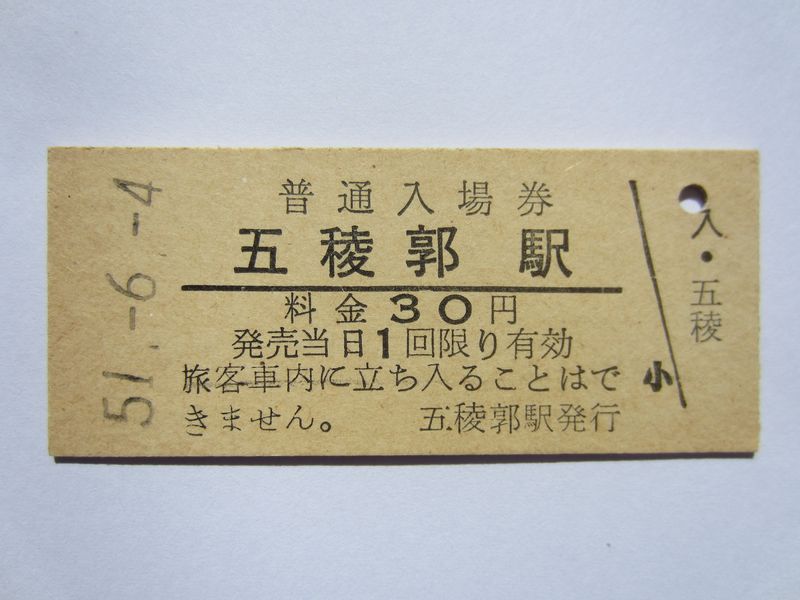 51.-6.-4
普通入場券
五稜郭駅
料金30円
発売当日1回限り有効
旅客車内に立ち入ることはで
きません。 五稜郭駅発行
小
入・五稜